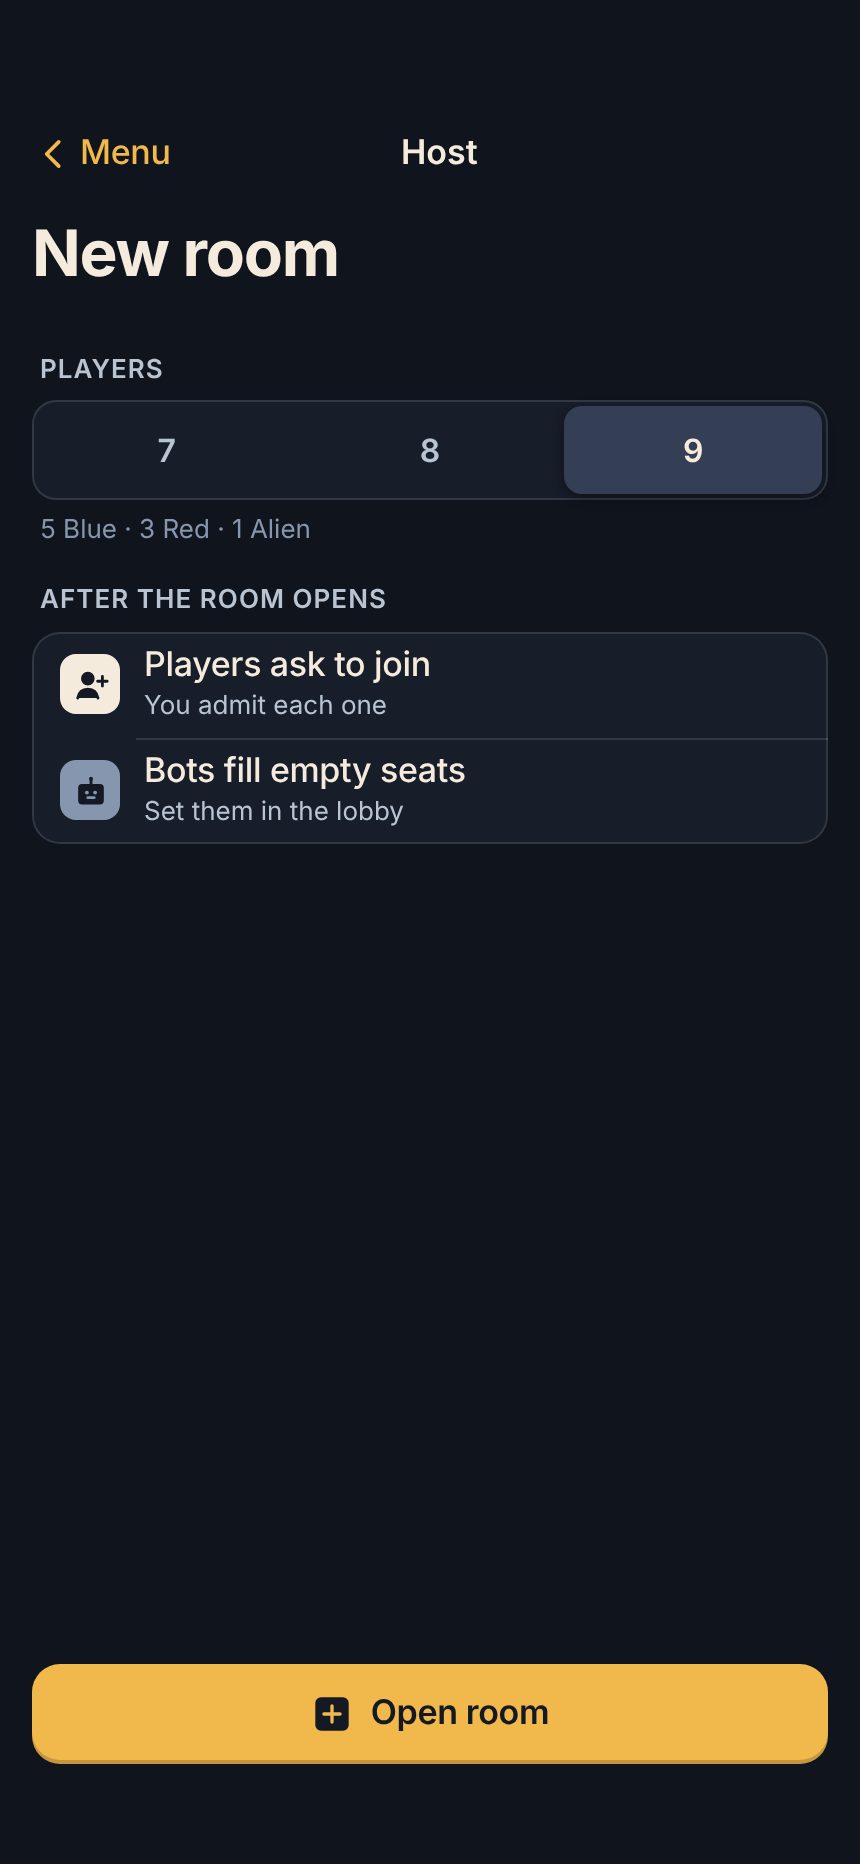 Menu
Host
New room
PLAYERS
7 8 9
5 Blue · 3 Red · 1 Alien
AFTER THE ROOM OPENS
Players ask to join
You admit each one
Bots fill empty seats
Set them in the lobby
Open room